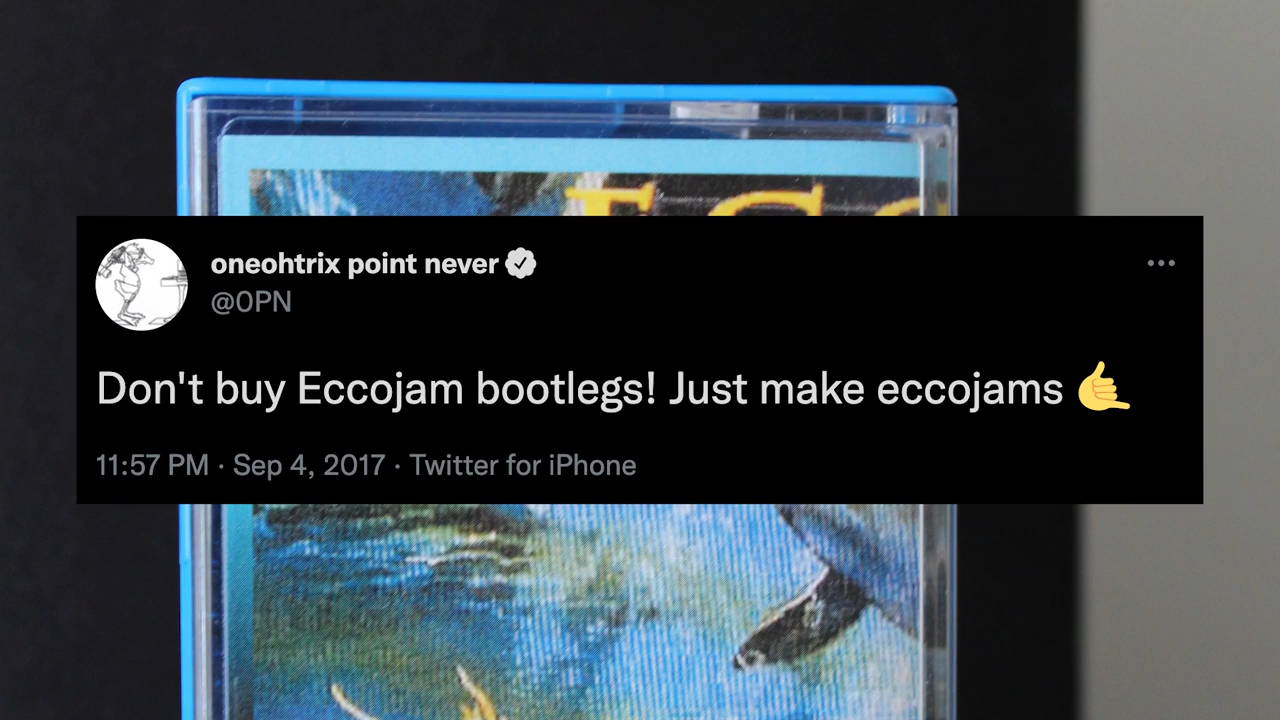 oneohtrix point never
@0PN
Don't buy Eccojam bootlegs! Just make eccojams 🤙
11:57 PM · Sep 4, 2017 · Twitter for iPhone